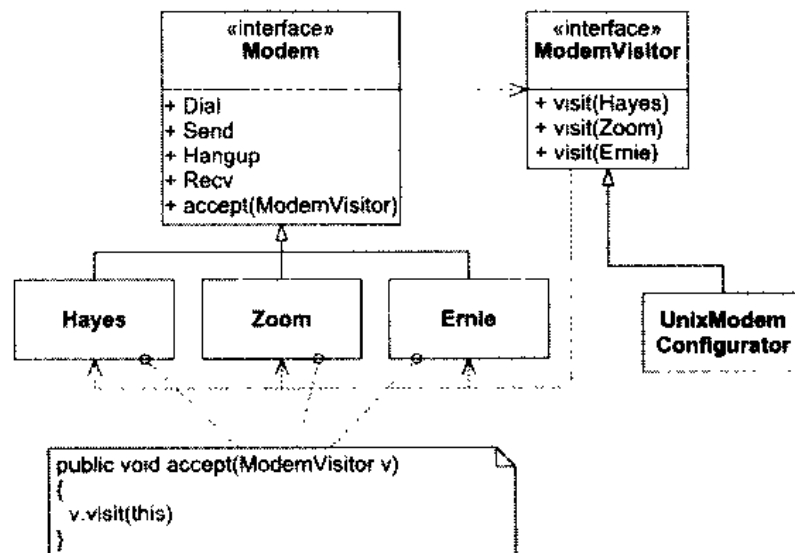 «interface»
Modem
+ Dial
+ Send
+ Hangup
+ Recv
+ accept(ModemVisitor)
«interface»
ModemVisitor
+ visit(Hayes)
+ visit(Zoom)
+ visit(Ernie)
Hayes
Zoom
Ernie
UnixModem
Configurator
public void accept(ModemVisitor v)
{
v.visit(this)
}